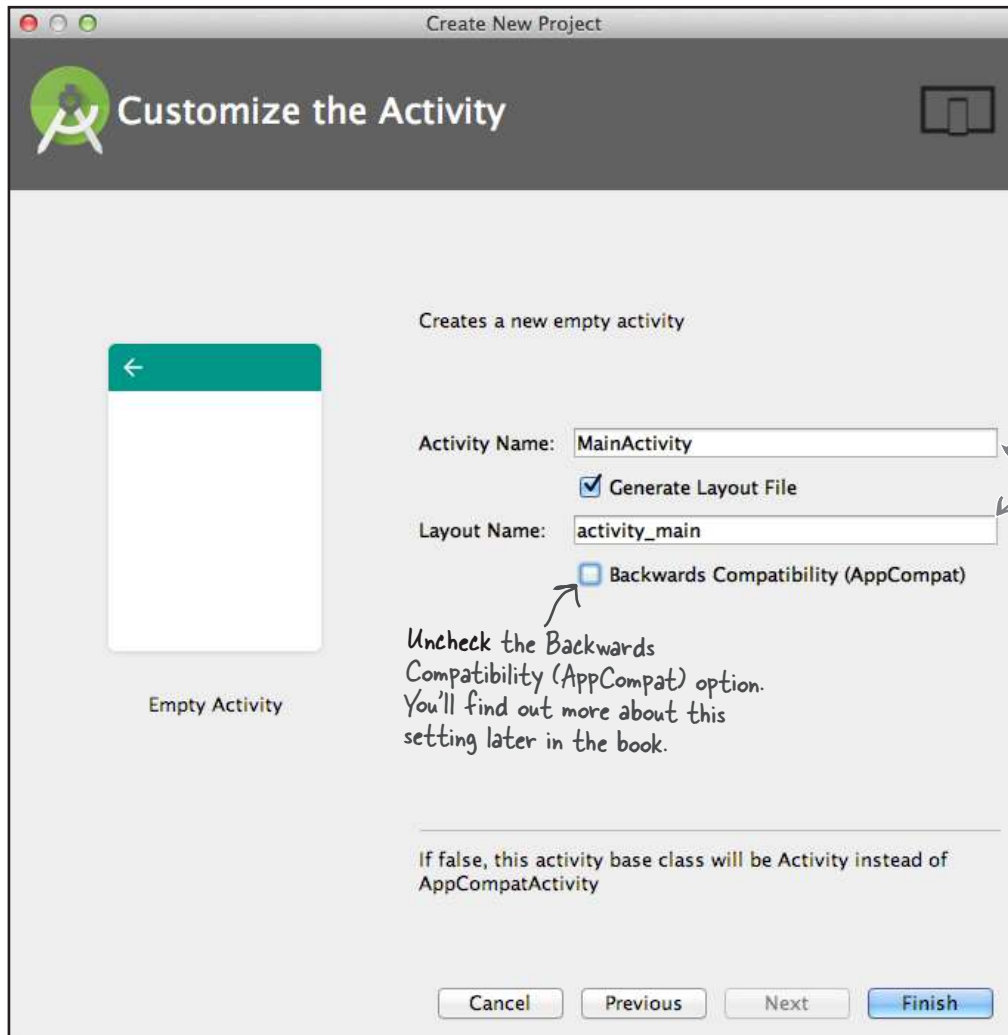 Create New Project
Customize the Activity
Creates a new empty activity
Activity Name: MainActivity
Generate Layout File
Layout Name: activity_main
Backwards Compatibility (AppCompat)
Uncheck the Backwards
Compatibility (AppCompat) option.
You'll find out more about this
setting later in the book.
Empty Activity
If false, this activity base class will be Activity instead of
AppCompatActivity
Cancel Previous Next Finish